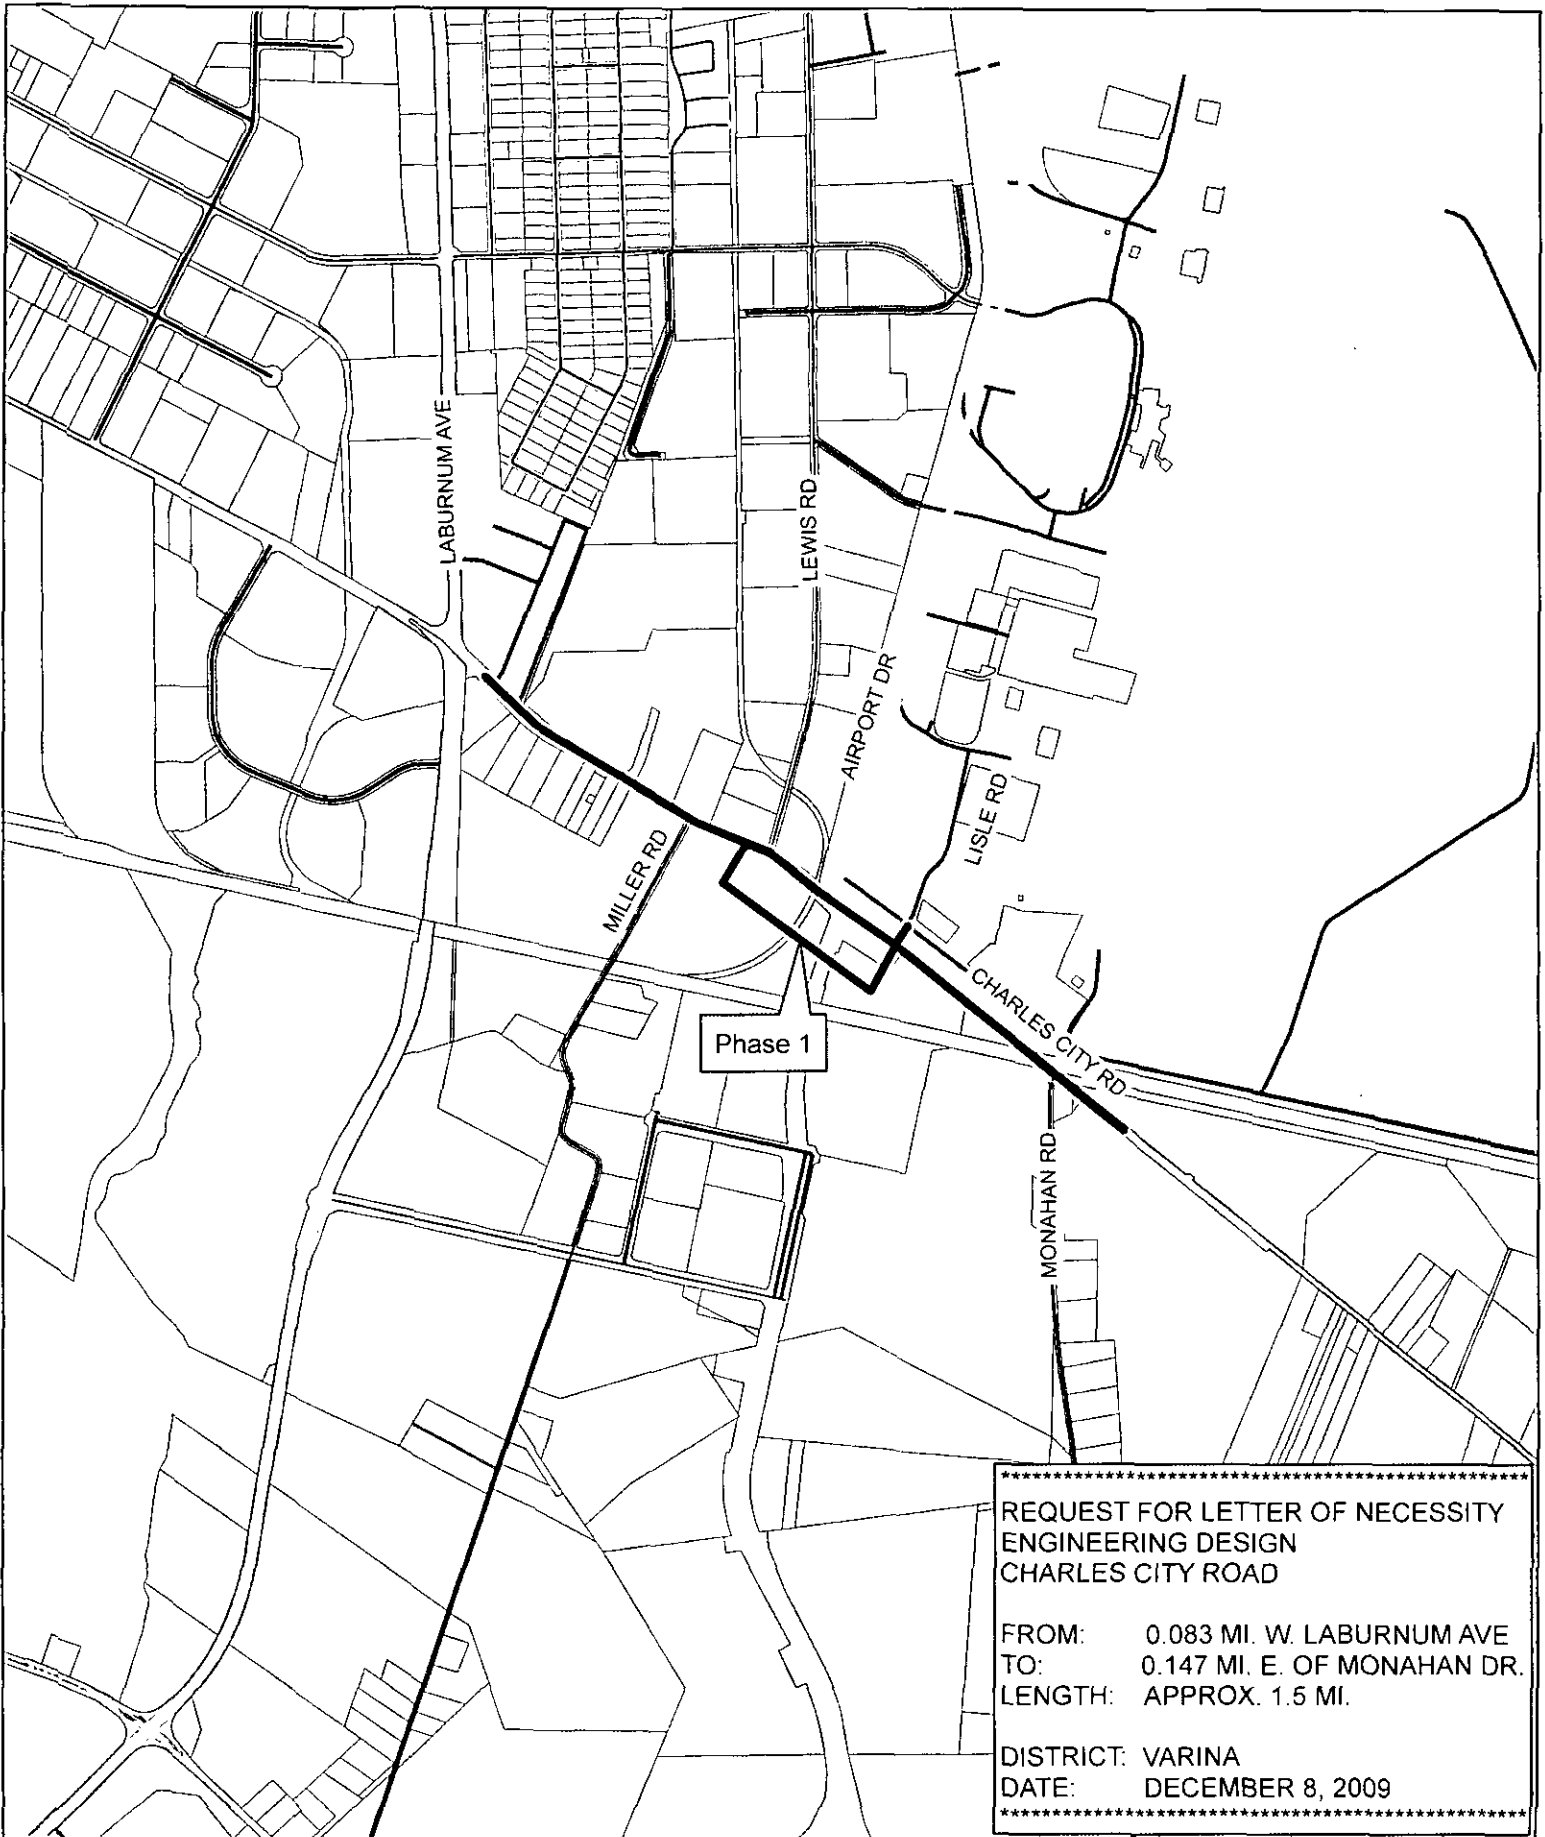 LABURNUM AVE
LEWIS RD
AIRPORT DR
LISLE RD
MILLER RD
CHARLES CITY RD
Phase 1
MONAHAN RD
****************************************************
REQUEST FOR LETTER OF NECESSITY
ENGINEERING DESIGN
CHARLES CITY ROAD
FROM: 0.083 MI. W. LABURNUM AVE
TO: 0.147 MI. E. OF MONAHAN DR.
LENGTH: APPROX. 1.5 MI.
DISTRICT: VARINA
DATE: DECEMBER 8, 2009
****************************************************